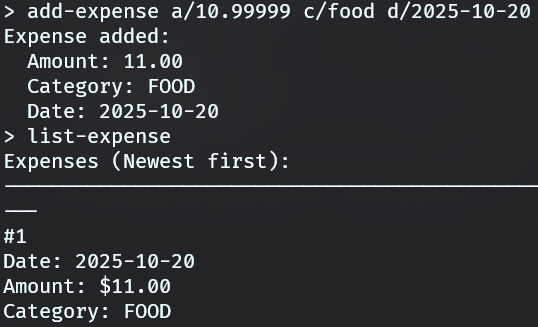 > add-expense a/10.99999 c/food d/2025-10-20
Expense added:
  Amount: 11.00
  Category: FOOD
  Date: 2025-10-20
> list-expense
Expenses (Newest first):
#1
Date: 2025-10-20
Amount: $11.00
Category: FOOD